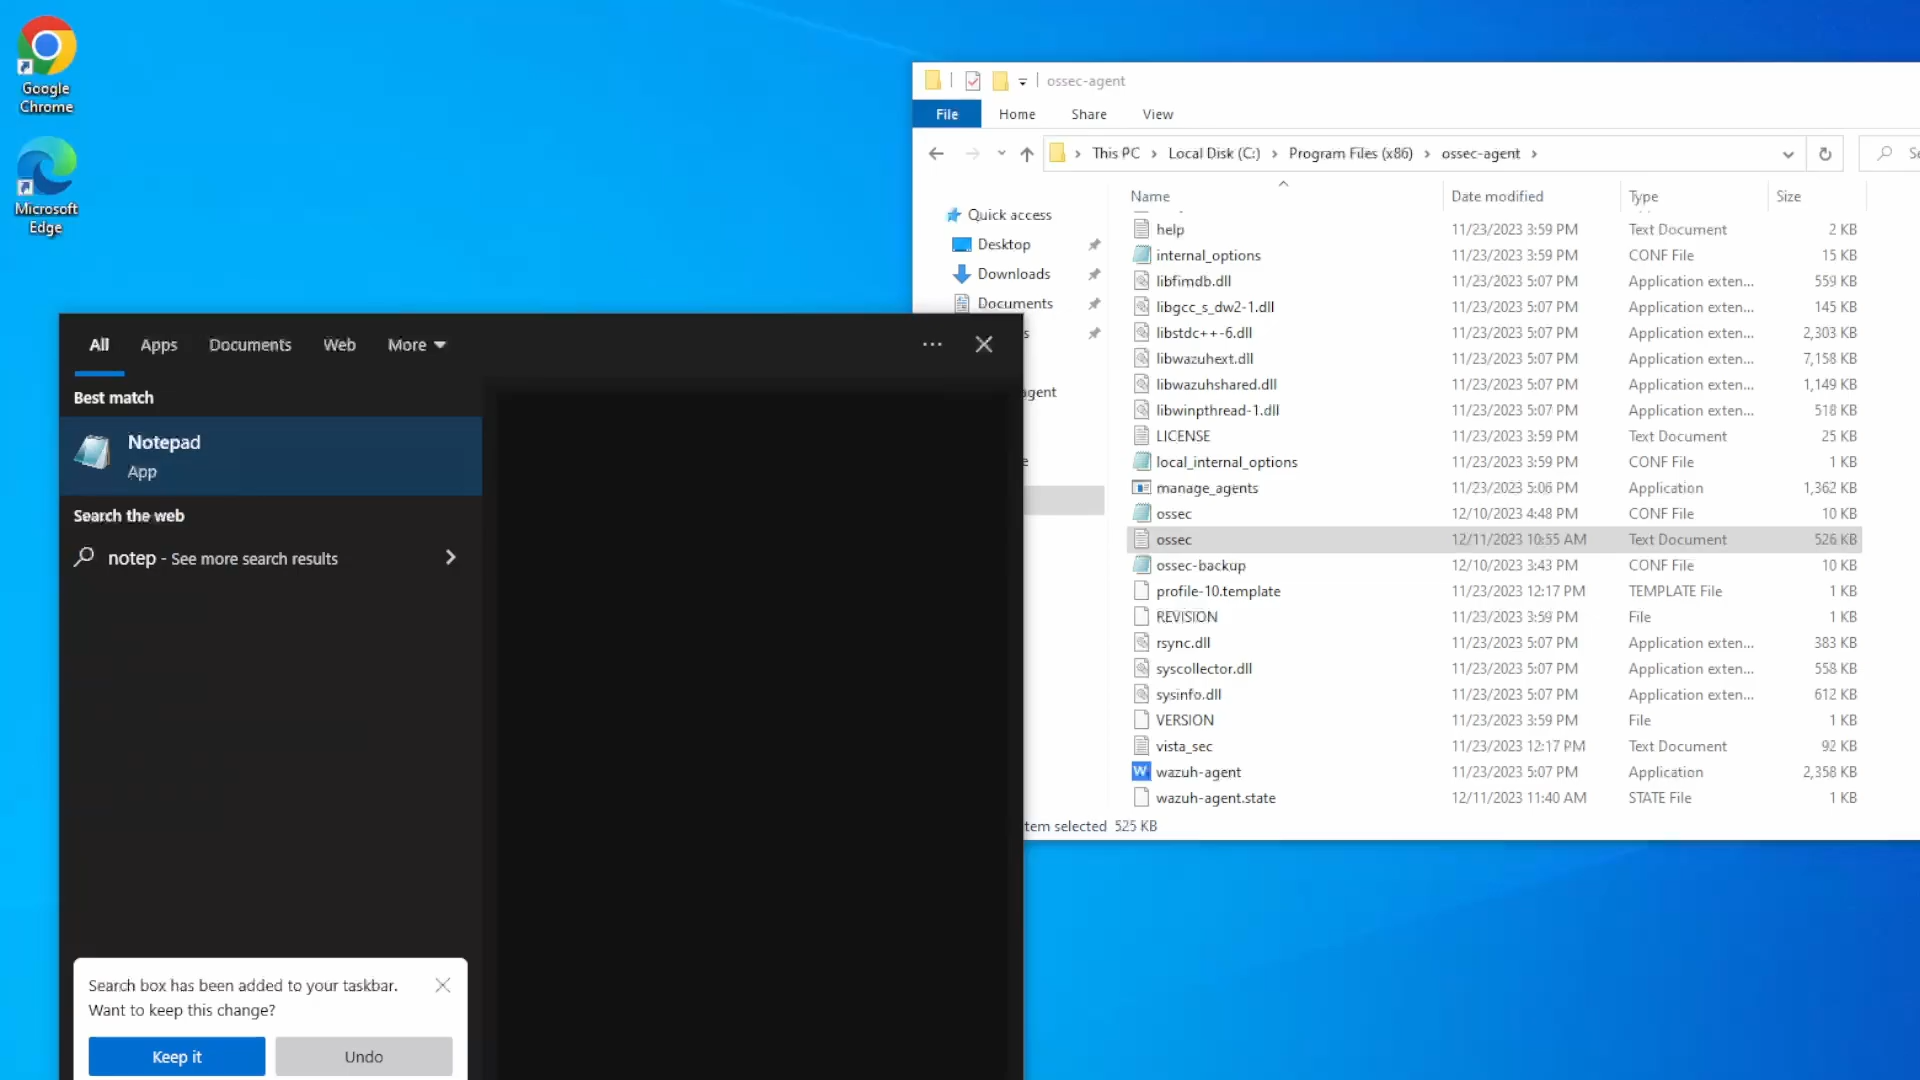 Google
Chrome
Microsoft
Edge
ossec-agent
File Home Share View
This PC Local Disk (C:) Program Files (x86) ossec-agent
Name Date modified Type Size
Quick access
Desktop
Downloads
Documents
help 11/23/2023 3:59 PM Text Document 2 KB
internal_options 11/23/2023 3:59 PM CONF File 15 KB
libfimdb.dll 11/23/2023 5:07 PM Application exten... 559 KB
libgcc_s_dw2-1.dll 11/23/2023 5:07 PM Application exten... 145 KB
libstdc++-6.dll 11/23/2023 5:07 PM Application exten... 2,303 KB
libwazuhext.dll 11/23/2023 5:07 PM Application exten... 7,158 KB
libwazuhshared.dll 11/23/2023 5:07 PM Application exten... 1,149 KB
libwinpthread-1.dll 11/23/2023 5:07 PM Application exten... 518 KB
LICENSE 11/23/2023 3:59 PM Text Document 25 KB
local_internal_options 11/23/2023 3:59 PM CONF File 1 KB
manage_agents 11/23/2023 5:06 PM Application 1,362 KB
ossec 12/10/2023 4:48 PM CONF File 10 KB
ossec 12/11/2023 10:55 AM Text Document 526 KB
ossec-backup 12/10/2023 3:43 PM CONF File 10 KB
profile-10.template 11/23/2023 12:17 PM TEMPLATE File 1 KB
REVISION 11/23/2023 3:59 PM File 1 KB
rsync.dll 11/23/2023 5:07 PM Application exten... 383 KB
syscollector.dll 11/23/2023 5:07 PM Application exten... 558 KB
sysinfo.dll 11/23/2023 5:07 PM Application exten... 612 KB
VERSION 11/23/2023 3:59 PM File 1 KB
vista_sec 11/23/2023 12:17 PM Text Document 92 KB
wazuh-agent 11/23/2023 5:07 PM Application 2,358 KB
wazuh-agent.state 12/11/2023 11:40 AM STATE File 1 KB
tem selected 525 KB
All Apps Documents Web More
Best match
Notepad
App
Search the web
notep - See more search results
Search box has been added to your taskbar.
Want to keep this change?
Keep it Undo